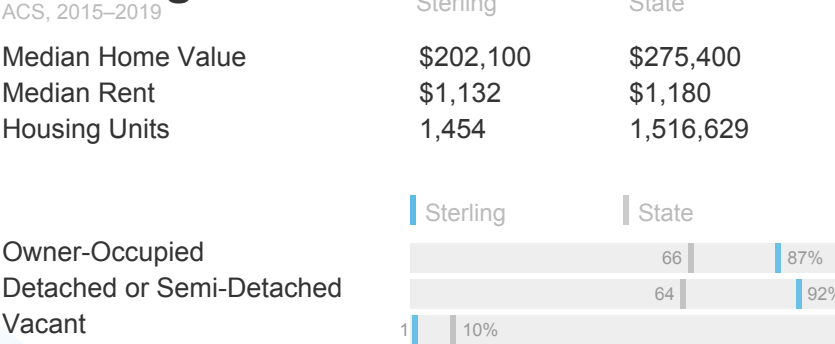 ACS, 2015–2019 Sterling State
Median Home Value $202,100 $275,400
Median Rent $1,132 $1,180
Housing Units 1,454 1,516,629
Sterling State
Owner-Occupied 66 87%
Detached or Semi-Detached 64 92%
Vacant 1 10%